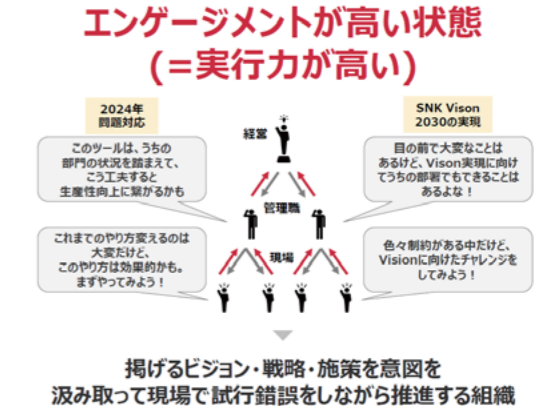 エンゲージメントが高い状態
(=実行力が高い)
2024年
問題対応
SNK Vison
2030の実現
経営
このツールは、うちの
部門の状況を踏まえて、
こう工夫すると
生産性向上に繋がるかも
目の前で大変なことは
あるけど、Vison実現に向け
てうちの部署でもできることは
あるよな！
管理職
これまでのやり方変えるのは
大変だけど、
このやり方は効果的かも。
まずやってみよう！
現場
色々制約がある中だけど、
Visionに向けたチャレンジを
してみよう！
掲げるビジョン・戦略・施策を意図を
汲み取って現場で試行錯誤をしながら推進する組織